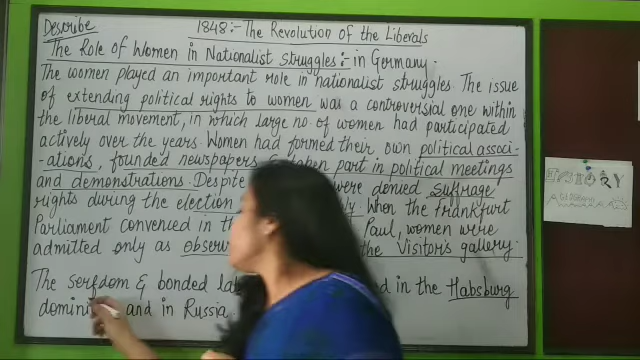 Describe
1848:- The Revolution of the Liberals
The Role of Women in Nationalist Struggles:- in Germany.
The women played an important role in nationalist struggles. The issue
of extending political rights to women was a controversial one within
the liberal movement, in which large no. of women had participated
actively over the years. Women had formed their own political associ-
-ations, founded newspapers & taken part in political meetings
and demonstrations. Despite were denied suffrage
rights during the election When the frankfurt
Parliament convened in the Paul, women were
admitted only as the Visitor's gallery.
The serfdom & bonded in the Habsburg
and in Russia.
HISTORY